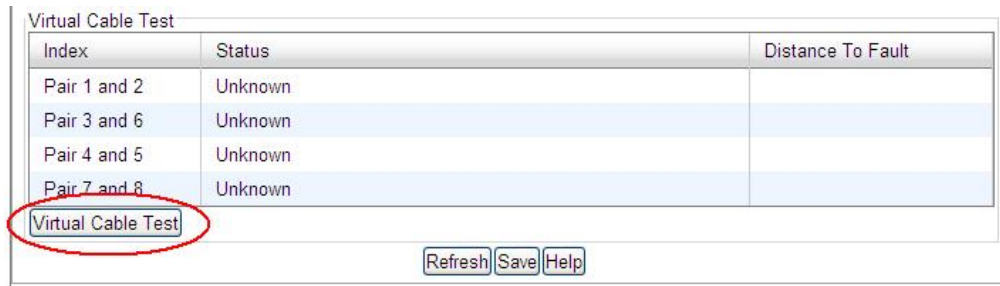 Virtual Cable Test
Index Status Distance To Fault
Pair 1 and 2 Unknown
Pair 3 and 6 Unknown
Pair 4 and 5 Unknown
Pair 7 and 8 Unknown
Virtual Cable Test
Refresh Save Help